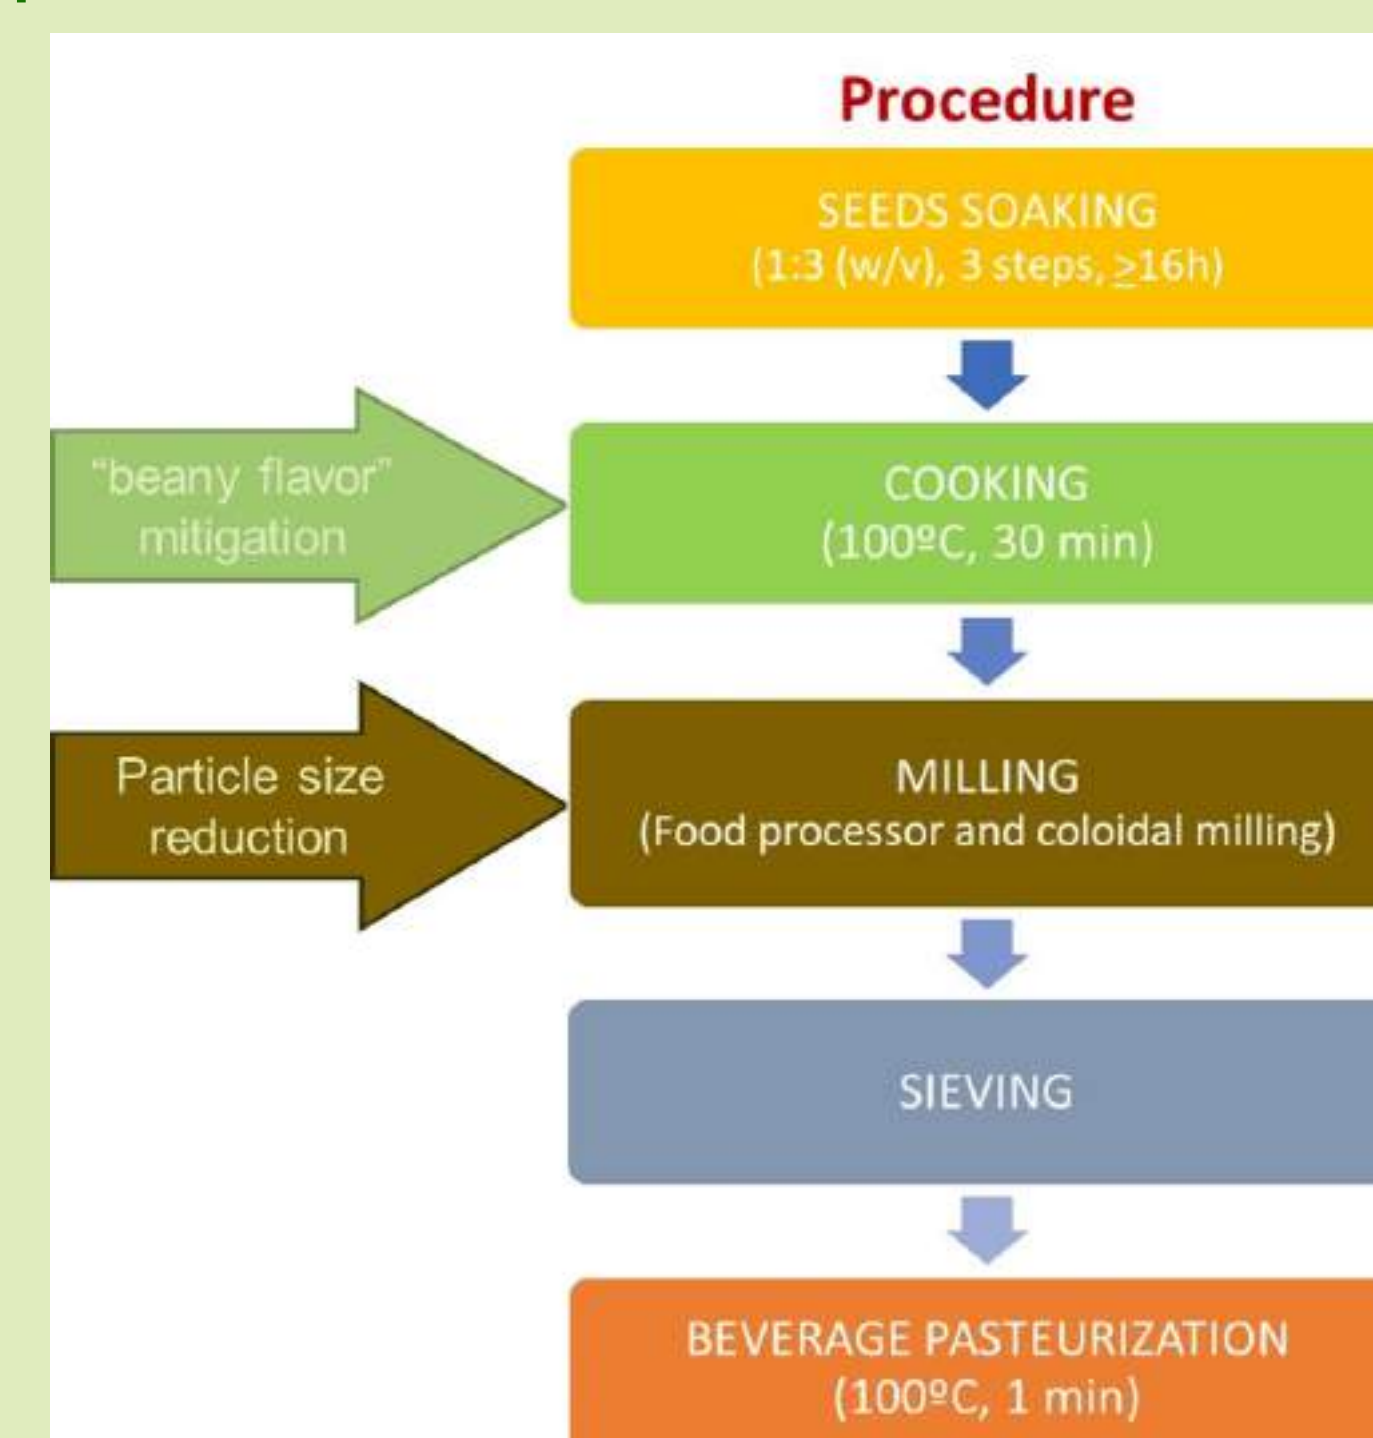 Procedure
SEEDS SOAKING
(1:3 (w/v), 3 steps, ≥16h)
“beany flavor”
mitigation
COOKING
(100ºC, 30 min)
Particle size
reduction
MILLING
(Food processor and coloidal milling)
SIEVING
BEVERAGE PASTEURIZATION
(100ºC, 1 min)